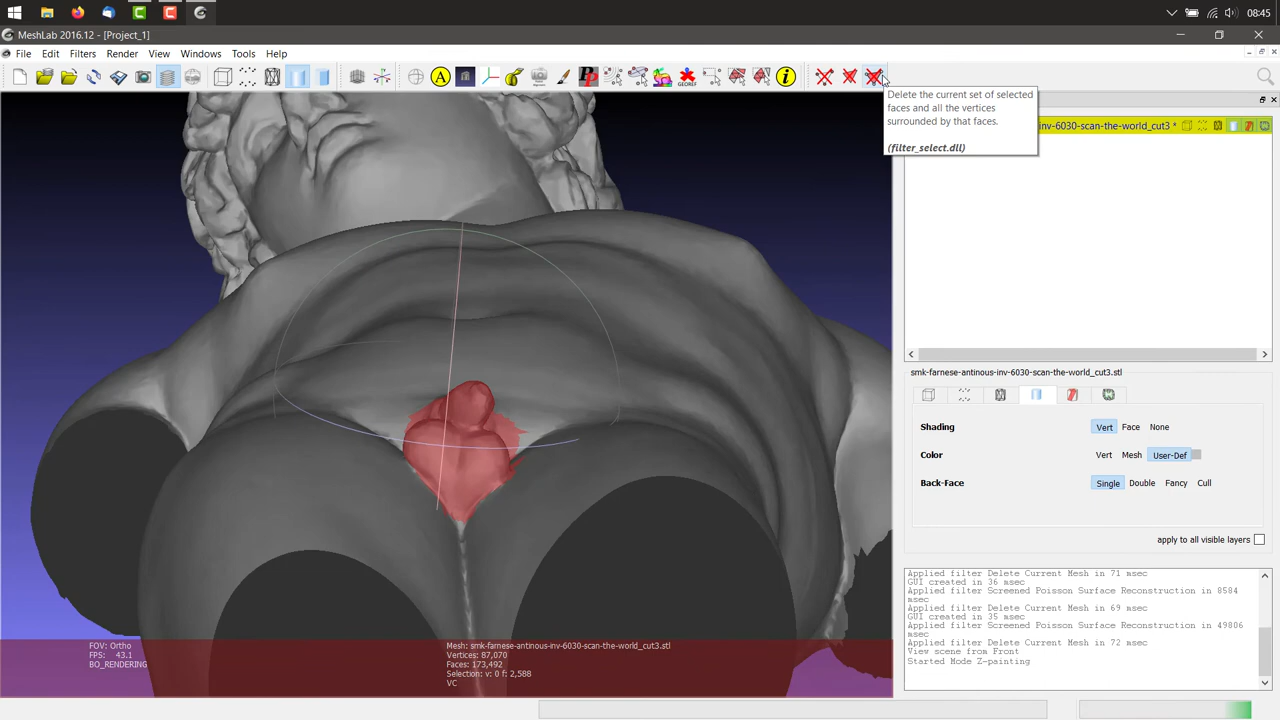 08:45
MeshLab 2016.12 - [Project_1]
File Edit Filters Render View Windows Tools Help
A
Pp
GEOREF
i
Delete the current set of selected
faces and all the vertices
surrounded by that faces.
(filter_select.dll)
inv-6030-scan-the-world_cut3 *
smk-farnese-antinous-inv-6030-scan-the-world_cut3.stl
Shading Vert Face None
Color Vert Mesh User-Def
Back-Face Single Double Fancy Cull
apply to all visible layers
Applied filter Delete Current Mesh in 71 msec
GUI created in 36 msec
Applied filter Screened Poisson Surface Reconstruction in 8584
msec
Applied filter Delete Current Mesh in 69 msec
GUI created in 35 msec
Applied filter Screened Poisson Surface Reconstruction in 49806
msec
Applied filter Delete Current Mesh in 72 msec
View scene from Front
Started Mode Z-painting
FOV: Ortho
FPS: 43.1
BO_RENDERING
Mesh: smk-farnese-antinous-inv-6030-scan-the-world_cut3.stl
Vertices: 87,070
Faces: 173,492
Selection: v: 0 f: 2,588
VC